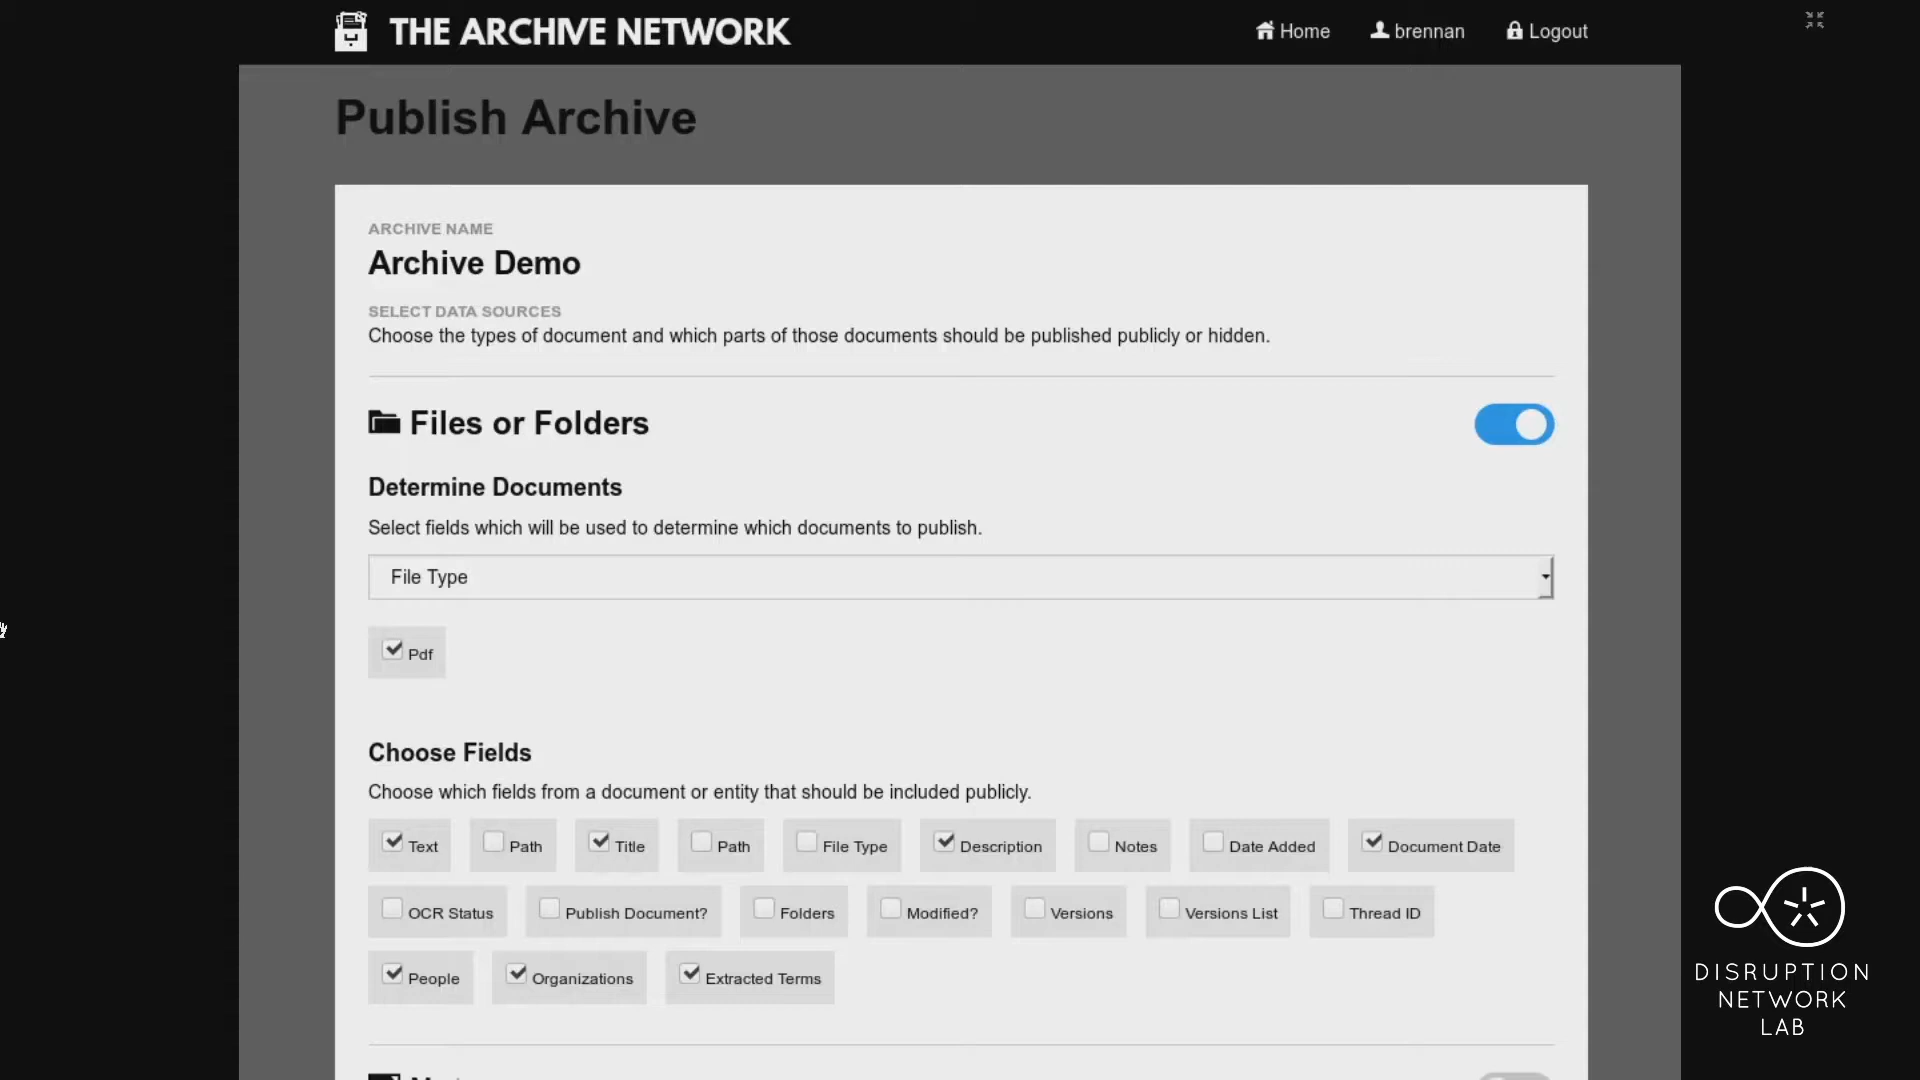 THE ARCHIVE NETWORK
Home brennan Logout
Publish Archive
ARCHIVE NAME
Archive Demo
SELECT DATA SOURCES
Choose the types of document and which parts of those documents should be published publicly or hidden.
Files or Folders
Determine Documents
Select fields which will be used to determine which documents to publish.
File Type
Pdf
Choose Fields
Choose which fields from a document or entity that should be included publicly.
Text Path Title Path File Type Description Notes Date Added Document Date
OCR Status Publish Document? Folders Modified? Versions Versions List Thread ID
People Organizations Extracted Terms
DISRUPTION
NETWORK
LAB